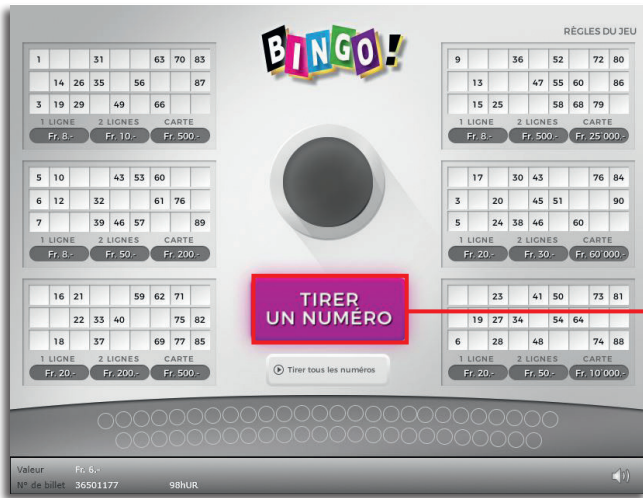 RÈGLES DU JEU
BINGO!
1 31 63 70 83
14 26 35 56 87
3 19 29 49 66
1 LIGNE 2 LIGNES CARTE
Fr. 8.- Fr. 10.- Fr. 500.-
9 36 52 72 80
13 47 55 60 86
15 25 58 68 79
1 LIGNE 2 LIGNES CARTE
Fr. 8.- Fr. 500.- Fr. 25'000.-
5 10 43 53 60
6 12 32 61 76
7 39 46 57 89
1 LIGNE 2 LIGNES CARTE
Fr. 8.- Fr. 50.- Fr. 200.-
17 30 43 76 84
3 20 45 51 90
5 24 38 46 60
1 LIGNE 2 LIGNES CARTE
Fr. 20.- Fr. 30.- Fr. 60'000.-
16 21 59 62 71
22 33 40 75 82
18 37 69 77 85
1 LIGNE 2 LIGNES CARTE
Fr. 20.- Fr. 200.- Fr. 500.-
TIRER
UN NUMÉRO
Tirer tous les numéros
23 41 50 73 81
19 27 34 54 64
6 28 48 74 88
1 LIGNE 2 LIGNES CARTE
Fr. 20.- Fr. 50.- Fr. 10'000.-
Valeur Fr. 6.-
N° de billet 36501177 98hUR